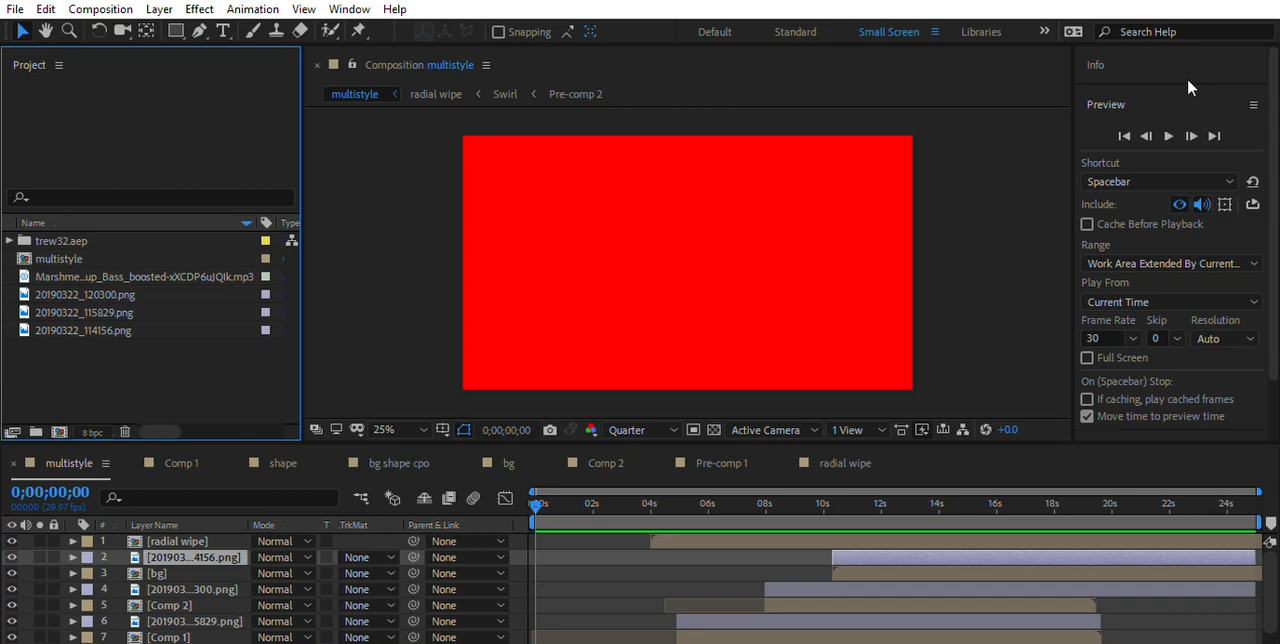 File Edit Composition Layer Effect Animation View Window Help
Snapping Default Standard Small Screen Libraries Search Help
Project
Composition multistyle
multistyle radial wipe Swirl Pre-comp 2
Name Type
trew32.aep
multistyle
Marshme...up_Bass_boosted-xXCDP6uJQIk.mp3
20190322_120300.png
20190322_115829.png
20190322_114156.png
8 bpc
25% 0;00;00;00 Quarter Active Camera 1 View +0.0
Info
Preview
Shortcut
Spacebar
Include:
Cache Before Playback
Range
Work Area Extended By Current...
Play From
Current Time
Frame Rate Skip Resolution
30 0 Auto
Full Screen
On (Spacebar) Stop:
If caching, play cached frames
Move time to preview time
multistyle Comp 1 shape bg shape cpo bg Comp 2 Pre-comp 1 radial wipe
0;00;00;00
00000 (29.97 fps)
02s 04s 06s 08s 10s 12s 14s 16s 18s 20s 22s 24s
# Layer Name Mode T .TrkMat Parent & Link
1 [radial wipe] Normal None
2 [201903...4156.png] Normal None None
3 [bg] Normal None None
4 [201903...300.png] Normal None None
5 [Comp 2] Normal None None
6 [201903...5829.png] Normal None None
7 [Comp 1] Normal None None